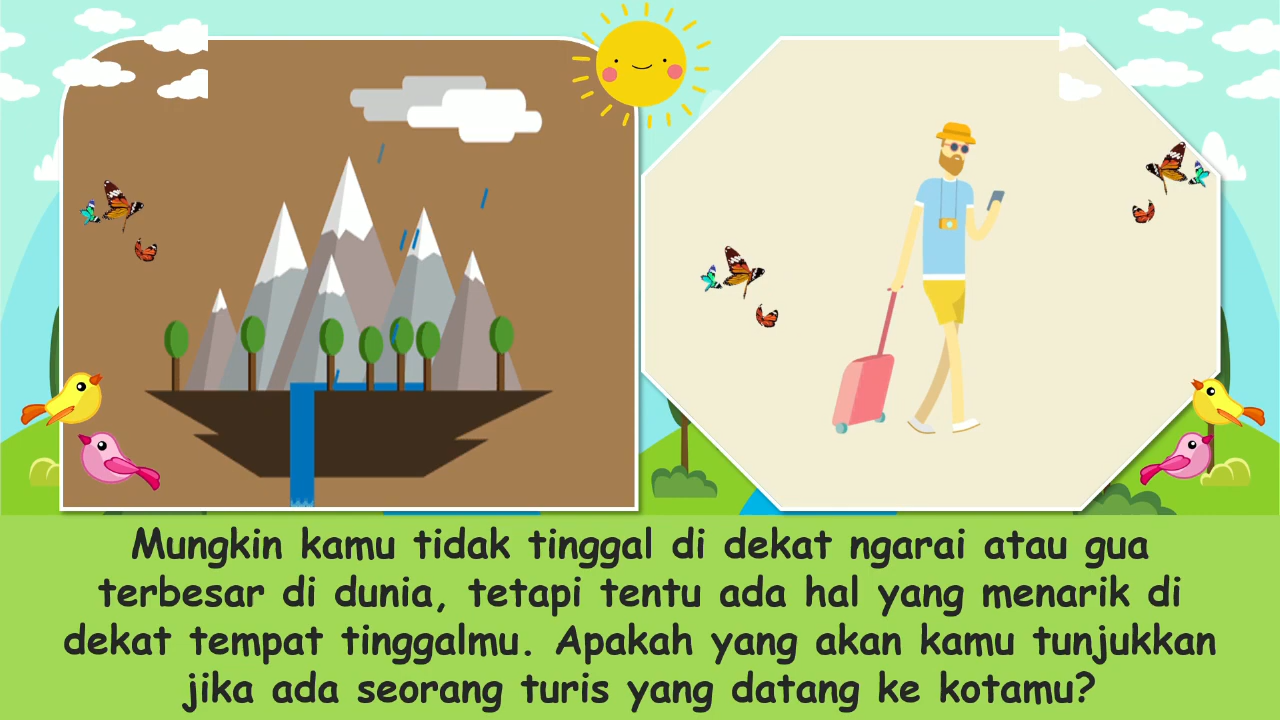 Mungkin kamu tidak tinggal di dekat ngarai atau gua
terbesar di dunia, tetapi tentu ada hal yang menarik di
dekat tempat tinggalmu. Apakah yang akan kamu tunjukkan
jika ada seorang turis yang datang ke kotamu?